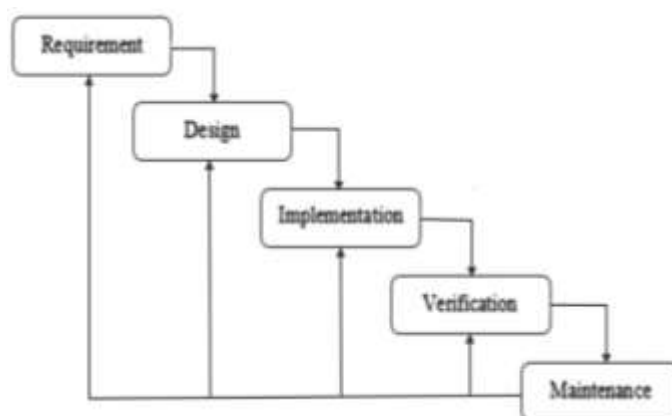 Requirement
Design
Implementation
Verification
Maintenance